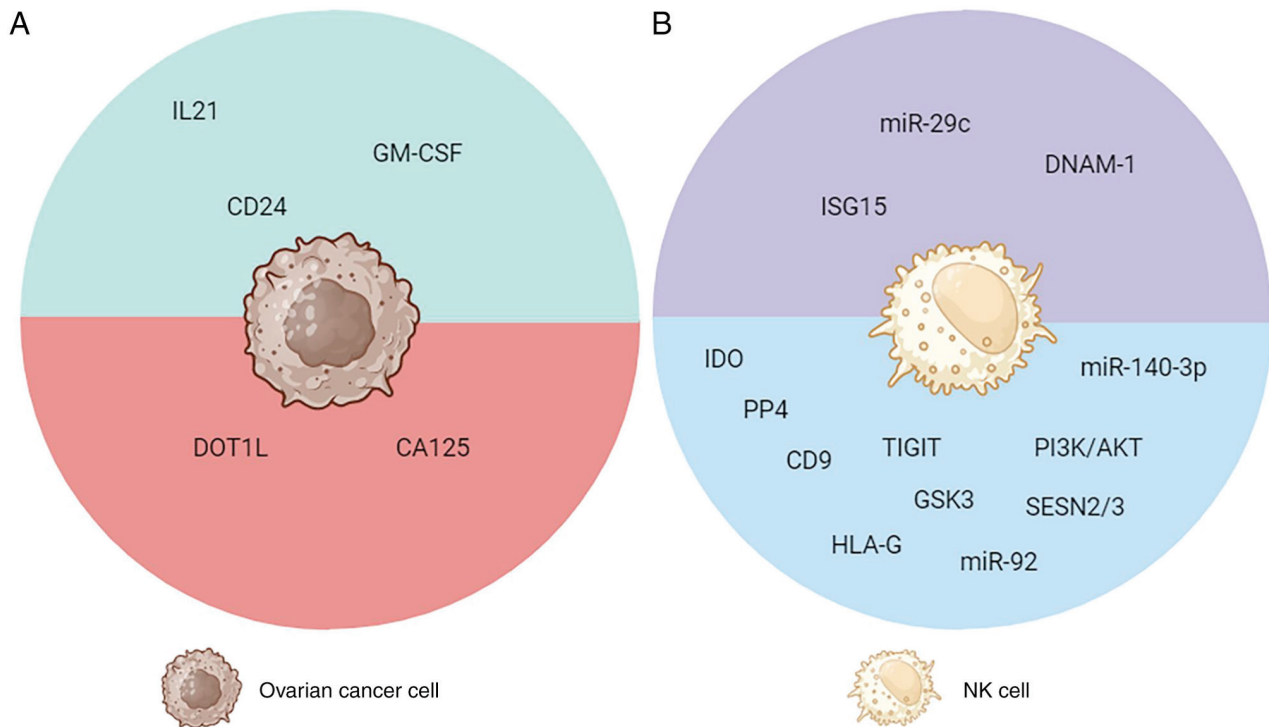 A
B
IL21
GM-CSF
CD24
DOT1L
CA125
miR-29c
DNAM-1
ISG15
IDO
miR-140-3p
PP4
CD9
TIGIT
PI3K/AKT
GSK3
SESN2/3
HLA-G
miR-92
Ovarian cancer cell
NK cell